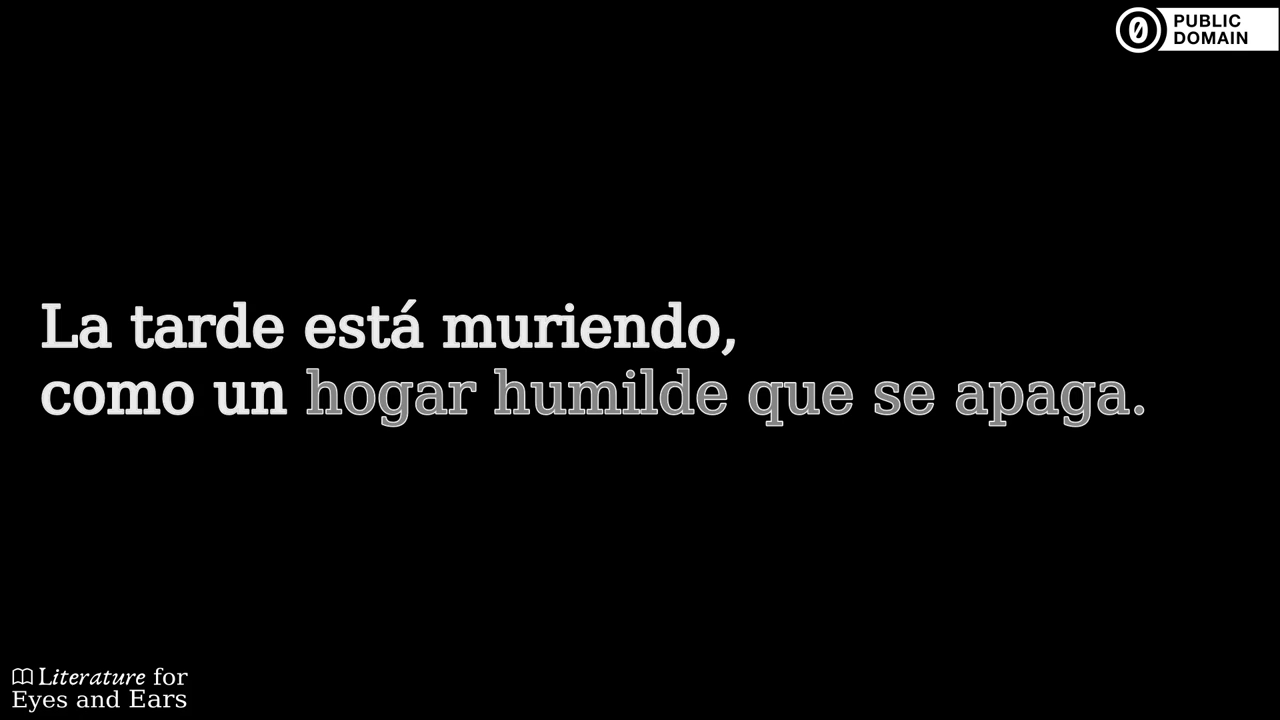 PUBLIC
DOMAIN
La tarde está muriendo,
como un hogar humilde que se apaga.
Literature for
Eyes and Ears